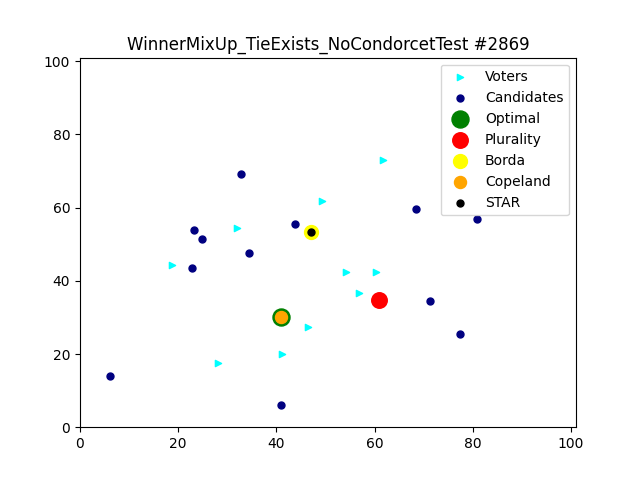 WinnerMixUp_TieExists_NoCondorcetTest #2869
100
80
60
40
20
0
0 20 40 60 80 100
Voters
Candidates
Optimal
Plurality
Borda
Copeland
STAR